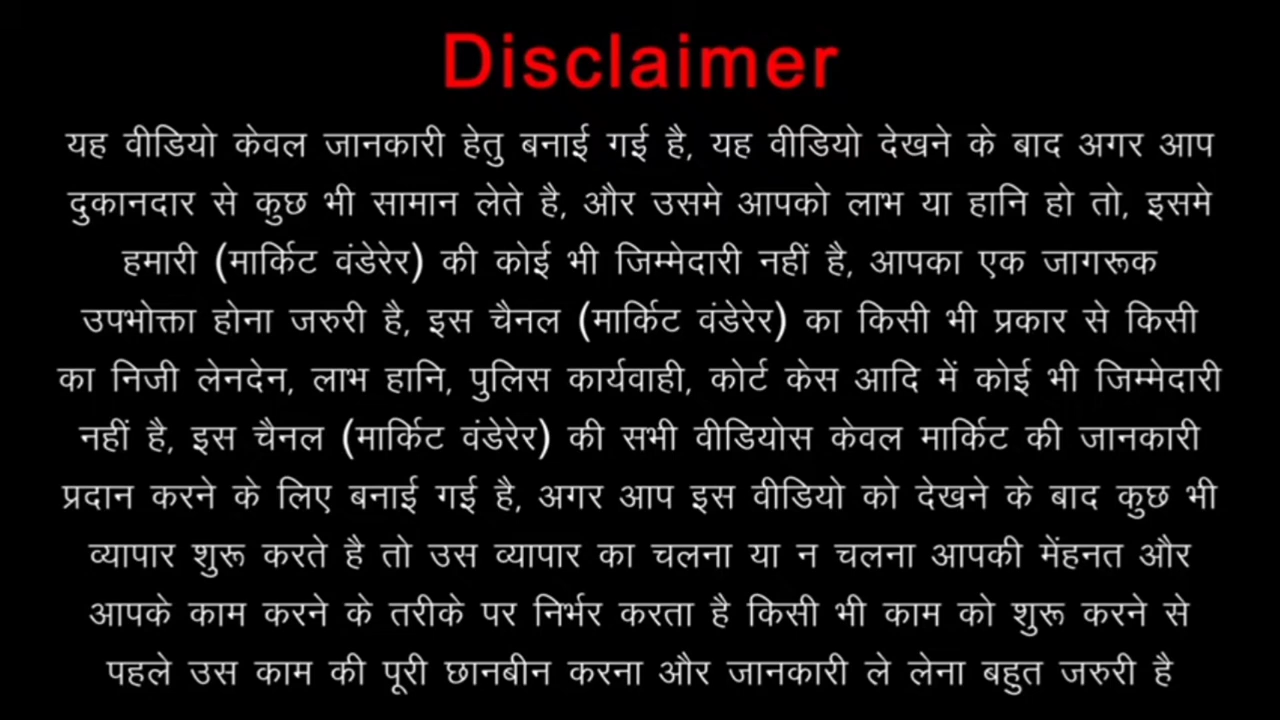 Disclaimer
यह वीडियो केवल जानकारी हेतु बनाई गई है, यह वीडियो देखने के बाद अगर आप
दुकानदार से कुछ भी सामान लेते है, और उसमे आपको लाभ या हानि हो तो, इसमे
हमारी (मार्किट वंडेरेर) की कोई भी जिम्मेदारी नहीं है, आपका एक जागरूक
उपभोक्ता होना जरुरी है, इस चैनल (मार्किट वंडेरेर) का किसी भी प्रकार से किसी
का निजी लेनदेन, लाभ हानि, पुलिस कार्यवाही, कोर्ट केस आदि में कोई भी जिम्मेदारी
नहीं है, इस चैनल (मार्किट वंडेरेर) की सभी वीडियोस केवल मार्किट की जानकारी
प्रदान करने के लिए बनाई गई है, अगर आप इस वीडियो को देखने के बाद कुछ भी
व्यापार शुरू करते है तो उस व्यापार का चलना या न चलना आपकी मेंहनत और
आपके काम करने के तरीके पर निर्भर करता है किसी भी काम को शुरू करने से
पहले उस काम की पूरी छानबीन करना और जानकारी ले लेना बहुत जरुरी है